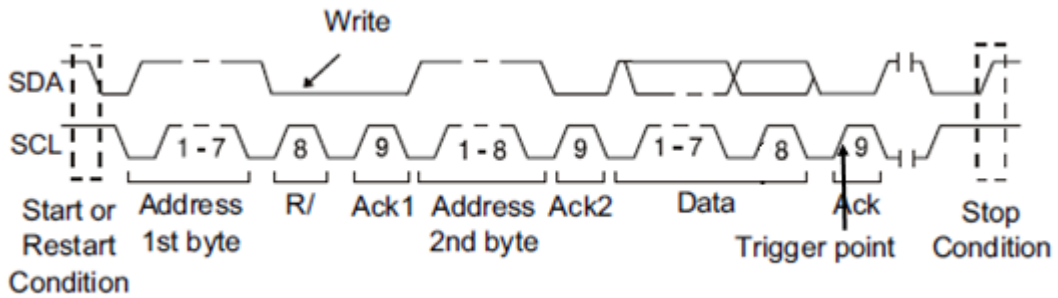 Write
SDA
SCL
1 - 7
8
9
1 - 8
9
1 - 7
8
9
Start or
Restart
Condition
Address
1st byte
R/
Ack1
Address
2nd byte
Ack2
Data
Ack
Trigger point
Stop
Condition